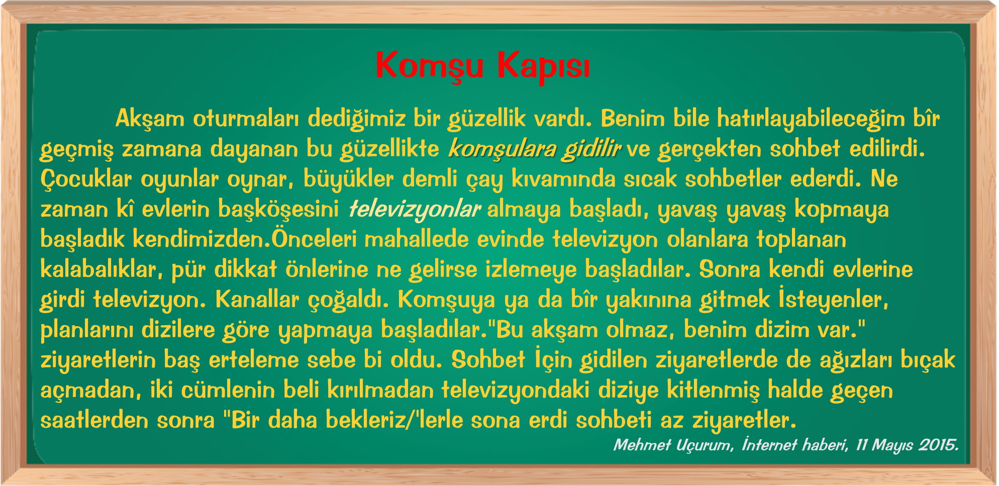 Komşu Kapısı
Akşam oturmaları dediğimiz bir güzellik vardı. Benim bile hatırlayabileceğim bîr
geçmiş zamana dayanan bu güzellikte komşulara gidilir ve gerçekten sohbet edilirdi.
Çocuklar oyunlar oynar, büyükler demli çay kıvamında sıcak sohbetler ederdi. Ne
zaman kî evlerin başköşesini televizyonlar almaya başladı, yavaş yavaş kopmaya
başladık kendimizden.Önceleri mahallede evinde televizyon olanlara toplanan
kalabalıklar, pür dikkat önlerine ne gelirse izlemeye başladılar. Sonra kendi evlerine
girdi televizyon. Kanallar çoğaldı. Komşuya ya da bîr yakınına gitmek İsteyenler,
planlarını dizilere göre yapmaya başladılar."Bu akşam olmaz, benim dizim var."
ziyaretlerin baş erteleme sebe bi oldu. Sohbet İçin gidilen ziyaretlerde de ağızları bıçak
açmadan, iki cümlenin beli kırılmadan televizyondaki diziye kitlenmiş halde geçen
saatlerden sonra "Bir daha bekleriz/'lerle sona erdi sohbeti az ziyaretler.
Mehmet Uçurum, İnternet haberi, 11 Mayıs 2015.